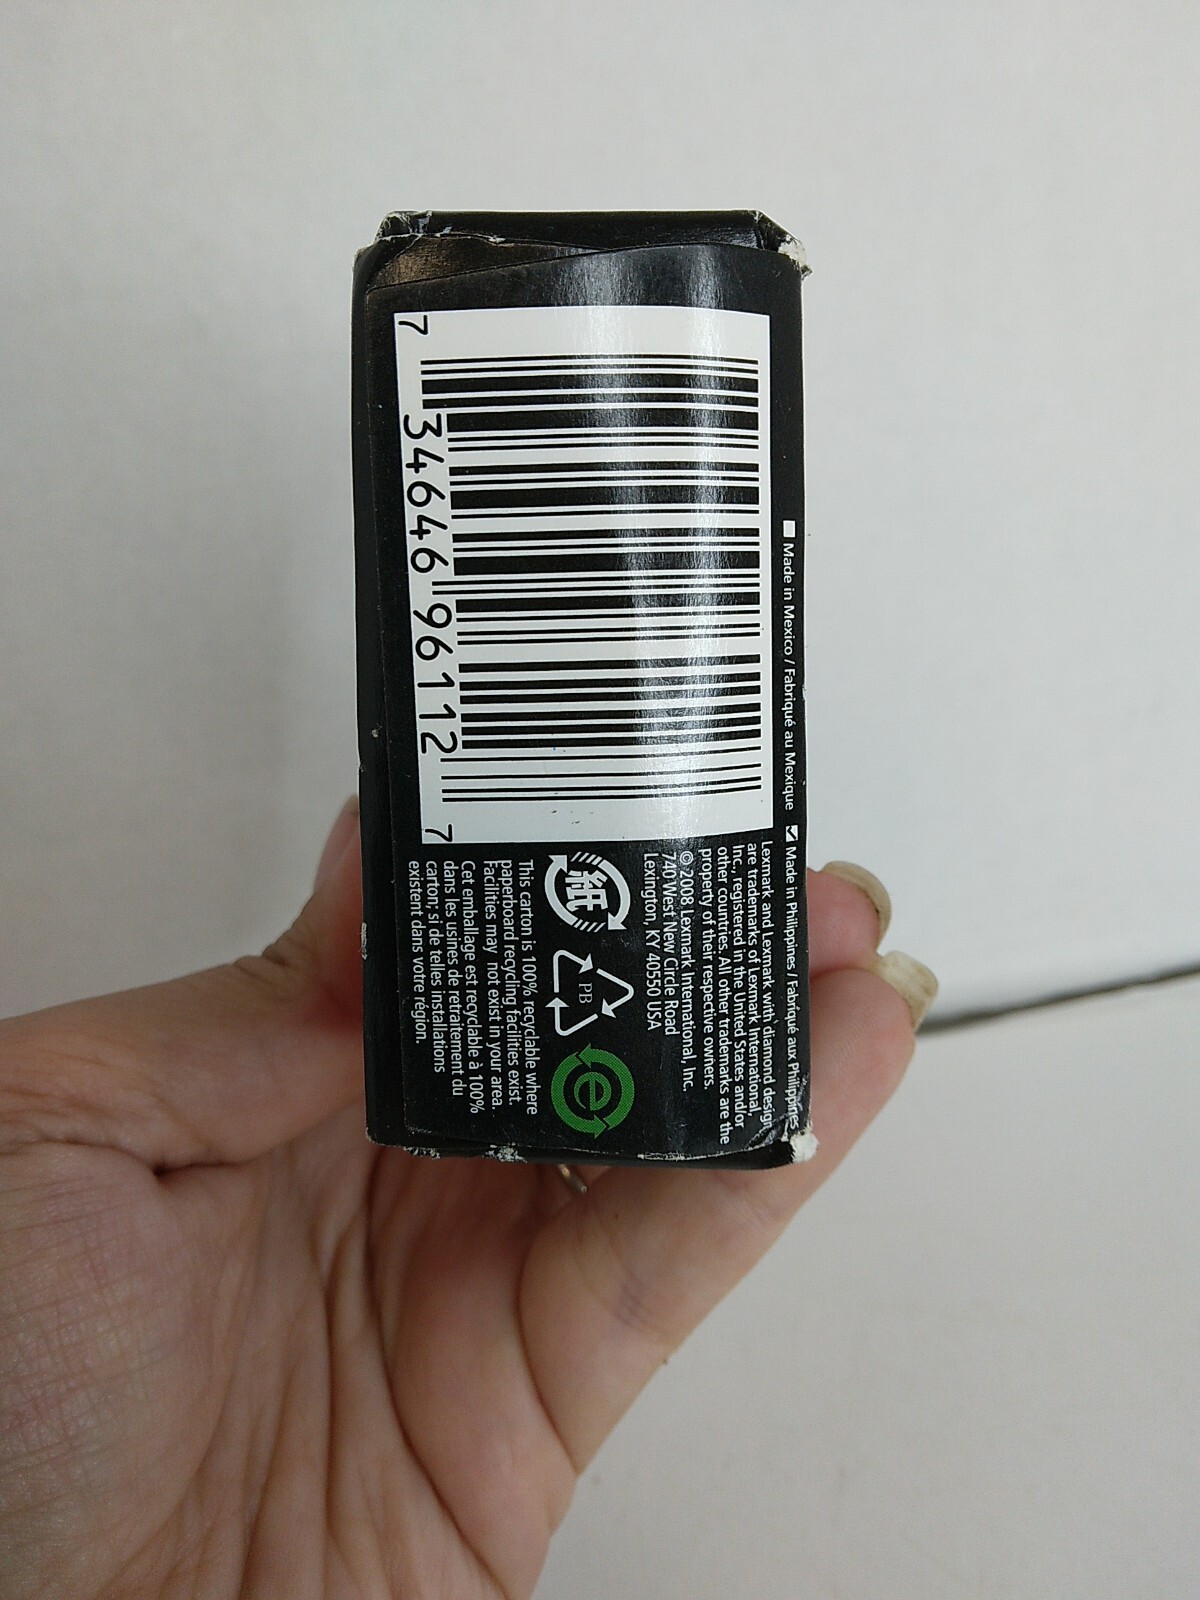 7 34646 96112 7
Made in Mexico / Fabriqué au Mexique Made in Philippines / Fabriqué aux Philippines
Lexmark and Lexmark with diamond design
are trademarks of Lexmark International,
Inc., registered in the United States and/or
other countries. All other trademarks are the
property of their respective owners.
© 2008 Lexmark International, Inc.
740 West New Circle Road
Lexington, KY 40550 USA
紙
PB
e
This carton is 100% recyclable where
paperboard recycling facilities exist.
Facilities may not exist in your area.
Cet emballage est recyclable à 100%
dans les usines de retraitement du
carton; si de telles installations
existent dans votre région.